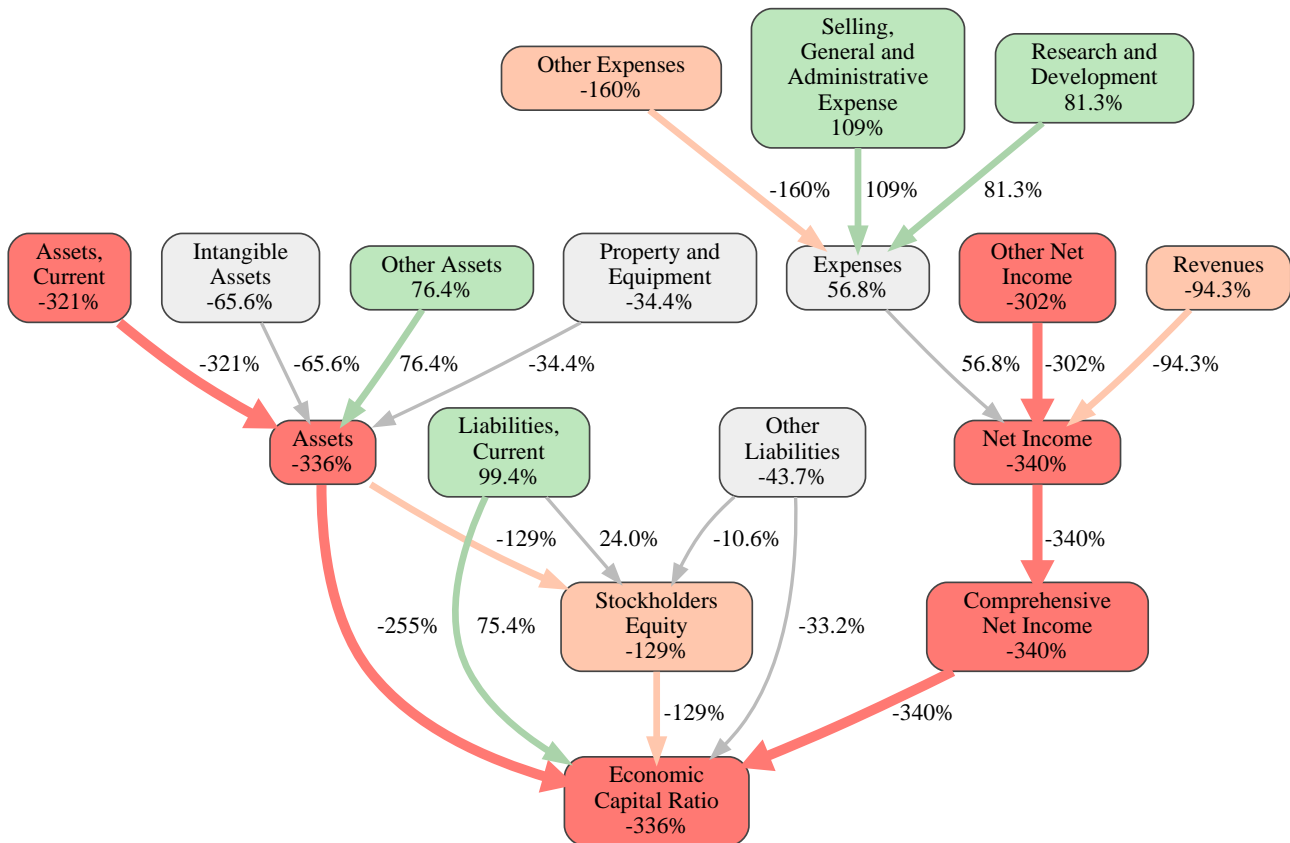 Selling,
General and
Administrative
Expense
109%
Other Expenses
-160%
Research and
Development
81.3%
-160%
109%
81.3%
Assets,
Current
-321%
Intangible
Assets
-65.6%
Other Assets
76.4%
Property and
Equipment
-34.4%
Expenses
56.8%
Other Net
Income
-302%
Revenues
-94.3%
-321%
-65.6%
76.4%
-34.4%
56.8%
-302%
-94.3%
Assets
-336%
Liabilities,
Current
99.4%
Other
Liabilities
-43.7%
Net Income
-340%
-129%
24.0%
-10.6%
-340%
Stockholders
Equity
-129%
Comprehensive
Net Income
-340%
-255%
75.4%
-33.2%
-129%
-340%
Economic
Capital Ratio
-336%